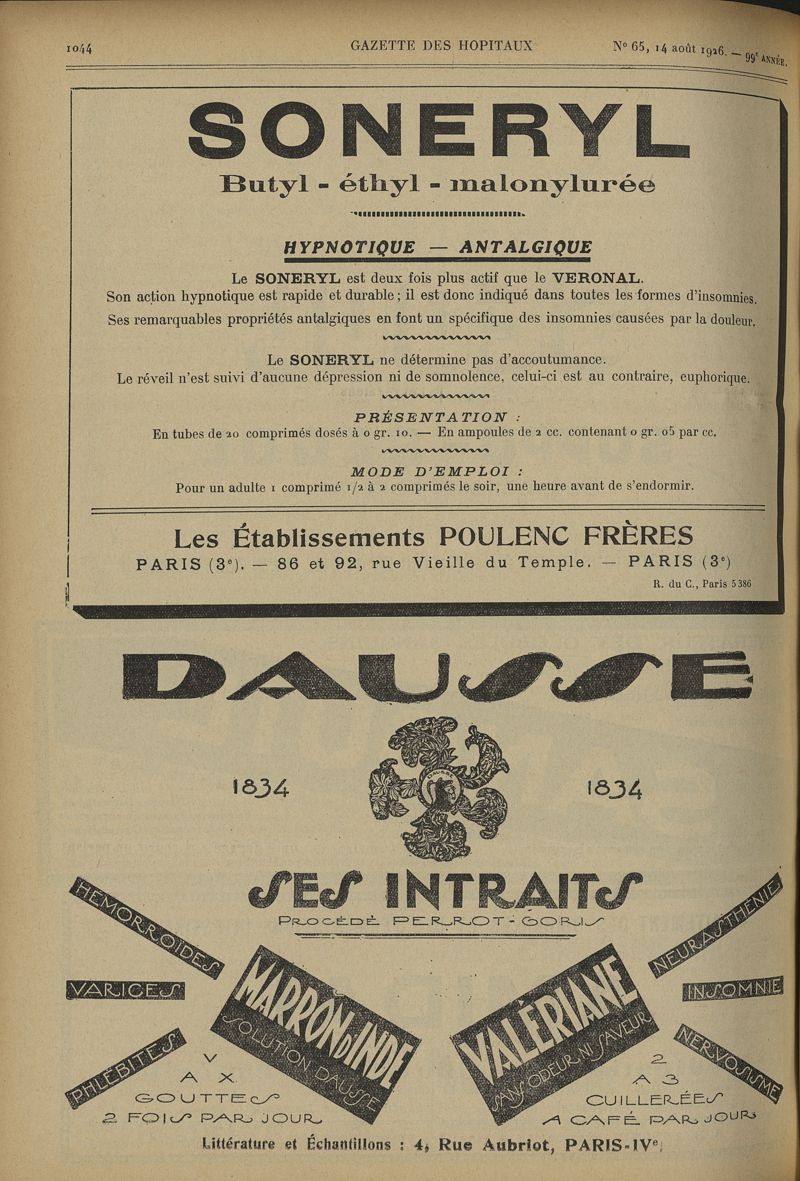 1044 GAZETTE DES HOPITAUX N° 65, 14 août 1926. — 99e ANNÉE.
SONERYL
Butyl - éthyl - malonylurée
HYPNOTIQUE — ANTALGIQUE
Le SONERYL est deux fois plus actif que le VERONAL.
Son action hypnotique est rapide et durable ; il est donc indiqué dans toutes les formes d'insomnies.
Ses remarquables propriétés antalgiques en font un spécifique des insomnies causées par la douleur.
Le SONERYL ne détermine pas d'accoutumance.
Le réveil n'est suivi d'aucune dépression ni de somnolence, celui-ci est au contraire, euphorique.
PRÉSENTATION :
En tubes de 20 comprimés dosés à 0 gr. 10. — En ampoules de 2 cc. contenant 0 gr. 05 par cc.
MODE D'EMPLOI :
Pour un adulte 1 comprimé 1/2 à 2 comprimés le soir, une heure avant de s'endormir.
Les Établissements POULENC FRÈRES
PARIS (3e). — 86 et 92, rue Vieille du Temple. — PARIS (3e)
R. du C., Paris 5386
DAUSSE
1834 1834
DAUSSE
SES INTRAITS
PROCÉDÉ PERROT-GORIS
HÉMORROÏDES
VARICES
PHLÉBITES
MARRON D'INDE
SOLUTION DAUSSE
V
A X
GOUTTES
2 FOIS PAR JOUR
VALÉRIANE
SANS ODEUR NI SAVEUR
NEURASTHÉNIE
INSOMNIE
NERVOSISME
2
A 3
CUILLERÉES
A CAFÉ PAR JOUR
Littérature et Échantillons : 4, Rue Aubriot, PARIS-IVe